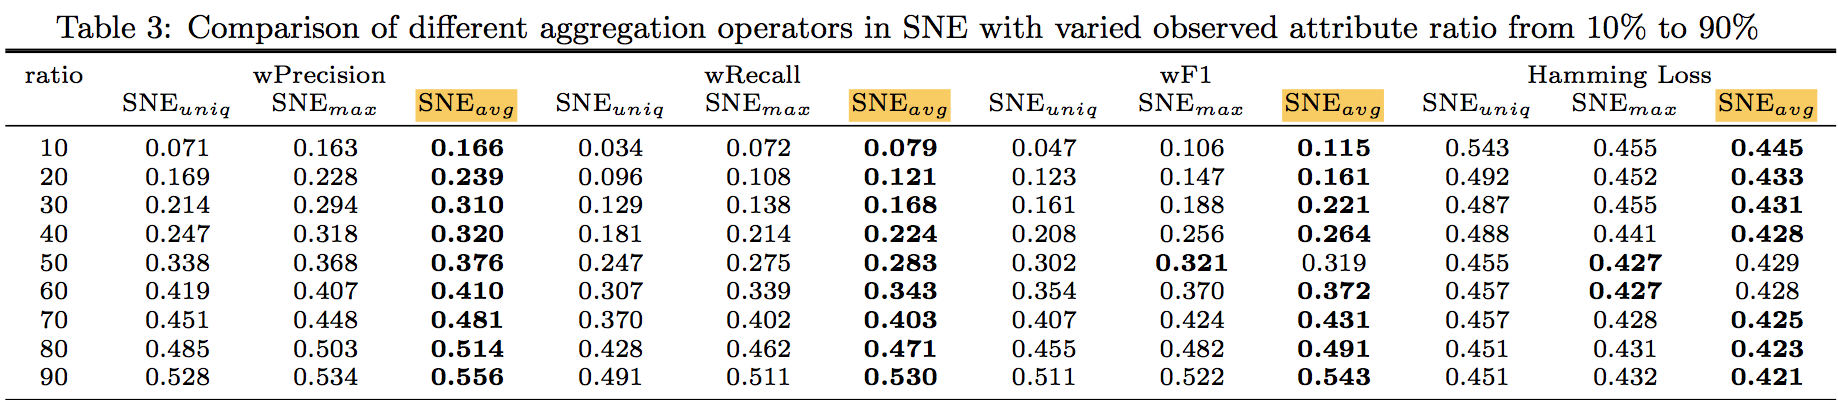 Table 3: Comparison of different aggregation operators in SNE with varied observed attribute ratio from 10% to 90%
ratio wPrecision wRecall wF1 Hamming Loss
SNEuniq SNEmax SNEavg SNEuniq SNEmax SNEavg SNEuniq SNEmax SNEavg SNEuniq SNEmax SNEavg
10 0.071 0.163 0.166 0.034 0.072 0.079 0.047 0.106 0.115 0.543 0.455 0.445
20 0.169 0.228 0.239 0.096 0.108 0.121 0.123 0.147 0.161 0.492 0.452 0.433
30 0.214 0.294 0.310 0.129 0.138 0.168 0.161 0.188 0.221 0.487 0.455 0.431
40 0.247 0.318 0.320 0.181 0.214 0.224 0.208 0.256 0.264 0.488 0.441 0.428
50 0.338 0.368 0.376 0.247 0.275 0.283 0.302 0.321 0.319 0.455 0.427 0.429
60 0.419 0.407 0.410 0.307 0.339 0.343 0.354 0.370 0.372 0.457 0.427 0.428
70 0.451 0.448 0.481 0.370 0.402 0.403 0.407 0.424 0.431 0.457 0.428 0.425
80 0.485 0.503 0.514 0.428 0.462 0.471 0.455 0.482 0.491 0.451 0.431 0.423
90 0.528 0.534 0.556 0.491 0.511 0.530 0.511 0.522 0.543 0.451 0.432 0.421